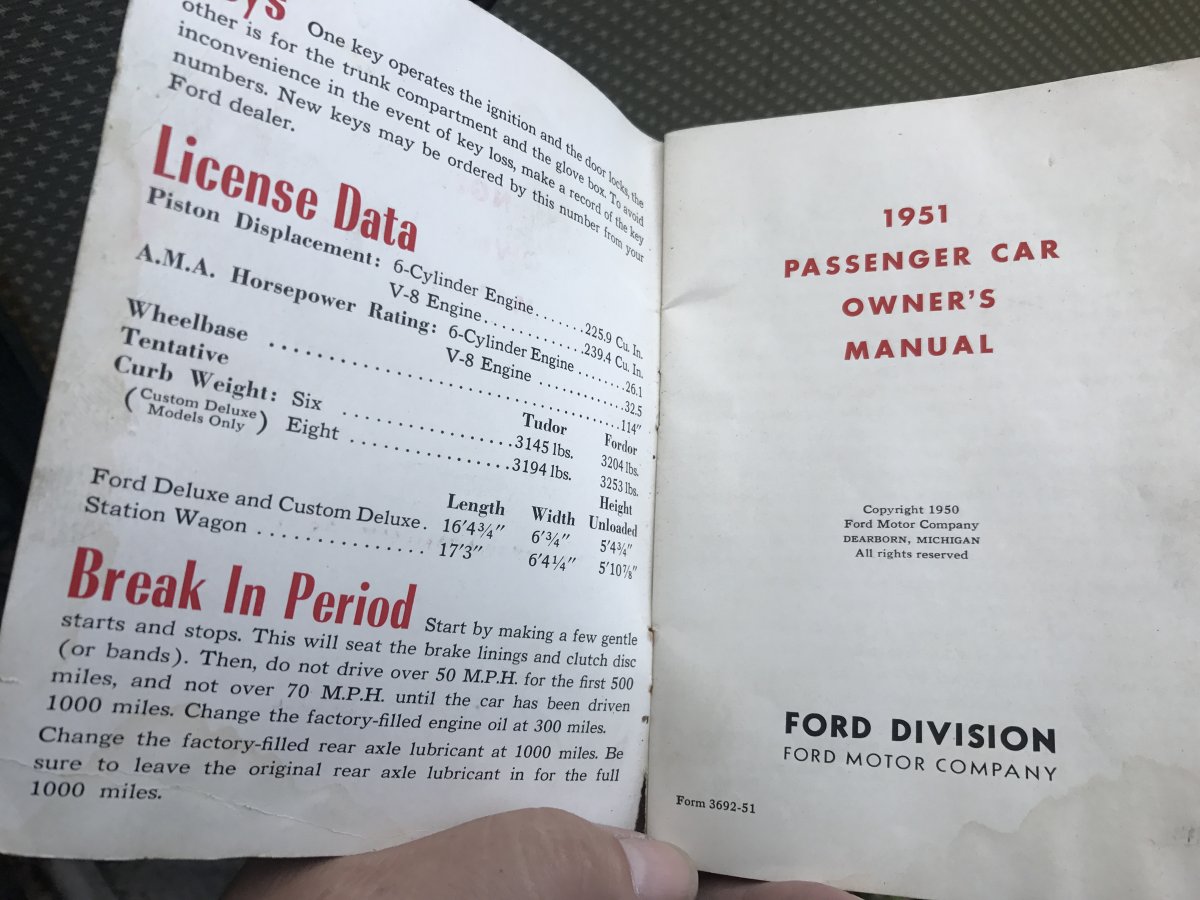 ys One key operates the ignition and the door locks, the
other is for the trunk compartment and the glove box. To avoid
inconvenience in the event of key loss, make a record of the key
numbers. New keys may be ordered by this number from your
Ford dealer.
License Data
Piston Displacement: 6-Cylinder Engine.......225.9 Cu. In.
V-8 Engine..............239.4 Cu. In.
A.M.A. Horsepower Rating: 6-Cylinder Engine ........26.1
V-8 Engine ............32.5
Wheelbase ........................................114"
Tentative Tudor Fordor
Curb Weight: Six ....................3145 lbs. 3204 lbs.
(Custom Deluxe Models Only) Eight ...................3194 lbs. 3253 lbs.
Length Width Height Unloaded
Ford Deluxe and Custom Deluxe. 16'4¾" 6'¾" 5'4¾"
Station Wagon ................ 17'3" 6'4¼" 5'10⅞"
Break In Period Start by making a few gentle
starts and stops. This will seat the brake linings and clutch disc
(or bands). Then, do not drive over 50 M.P.H. for the first 500
miles, and not over 70 M.P.H. until the car has been driven
1000 miles. Change the factory-filled engine oil at 300 miles.
Change the factory-filled rear axle lubricant at 1000 miles. Be
sure to leave the original rear axle lubricant in for the full
1000 miles.
1951
PASSENGER CAR
OWNER'S
MANUAL
Copyright 1950
Ford Motor Company
DEARBORN, MICHIGAN
All rights reserved
FORD DIVISION
FORD MOTOR COMPANY
Form 3692-51